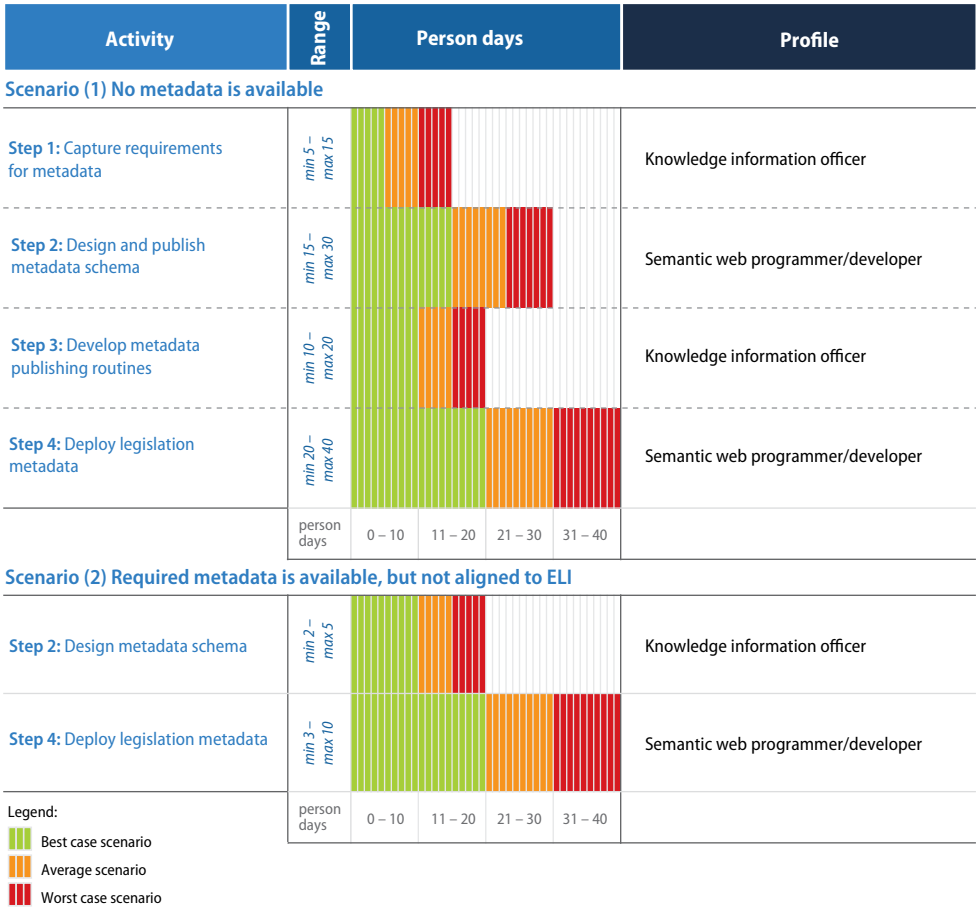 Activity
Range
Person days
Profile
Scenario (1) No metadata is available
Step 1: Capture requirements
for metadata
min 5 –
max 15
Knowledge information officer
Step 2: Design and publish
metadata schema
min 15 –
max 30
Semantic web programmer/developer
Step 3: Develop metadata
publishing routines
min 10 –
max 20
Knowledge information officer
Step 4: Deploy legislation
metadata
min 20 –
max 40
Semantic web programmer/developer
person
days
0 – 10
11 – 20
21 – 30
31 – 40
Scenario (2) Required metadata is available, but not aligned to ELI
Step 2: Design metadata schema
min 2 –
max 5
Knowledge information officer
Step 4: Deploy legislation metadata
min 3 –
max 10
Semantic web programmer/developer
person
days
0 – 10
11 – 20
21 – 30
31 – 40
Legend:
Best case scenario
Average scenario
Worst case scenario